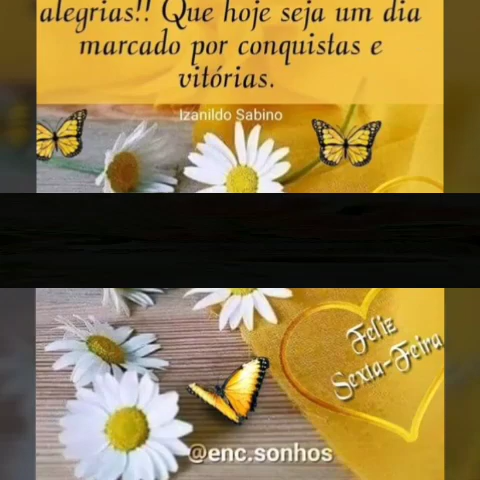 alegrias!! Que hoje seja um dia
marcado por conquistas e
vitórias.
Izanildo Sabino
Feliz
Sexta-Feira
@enc.sonhos